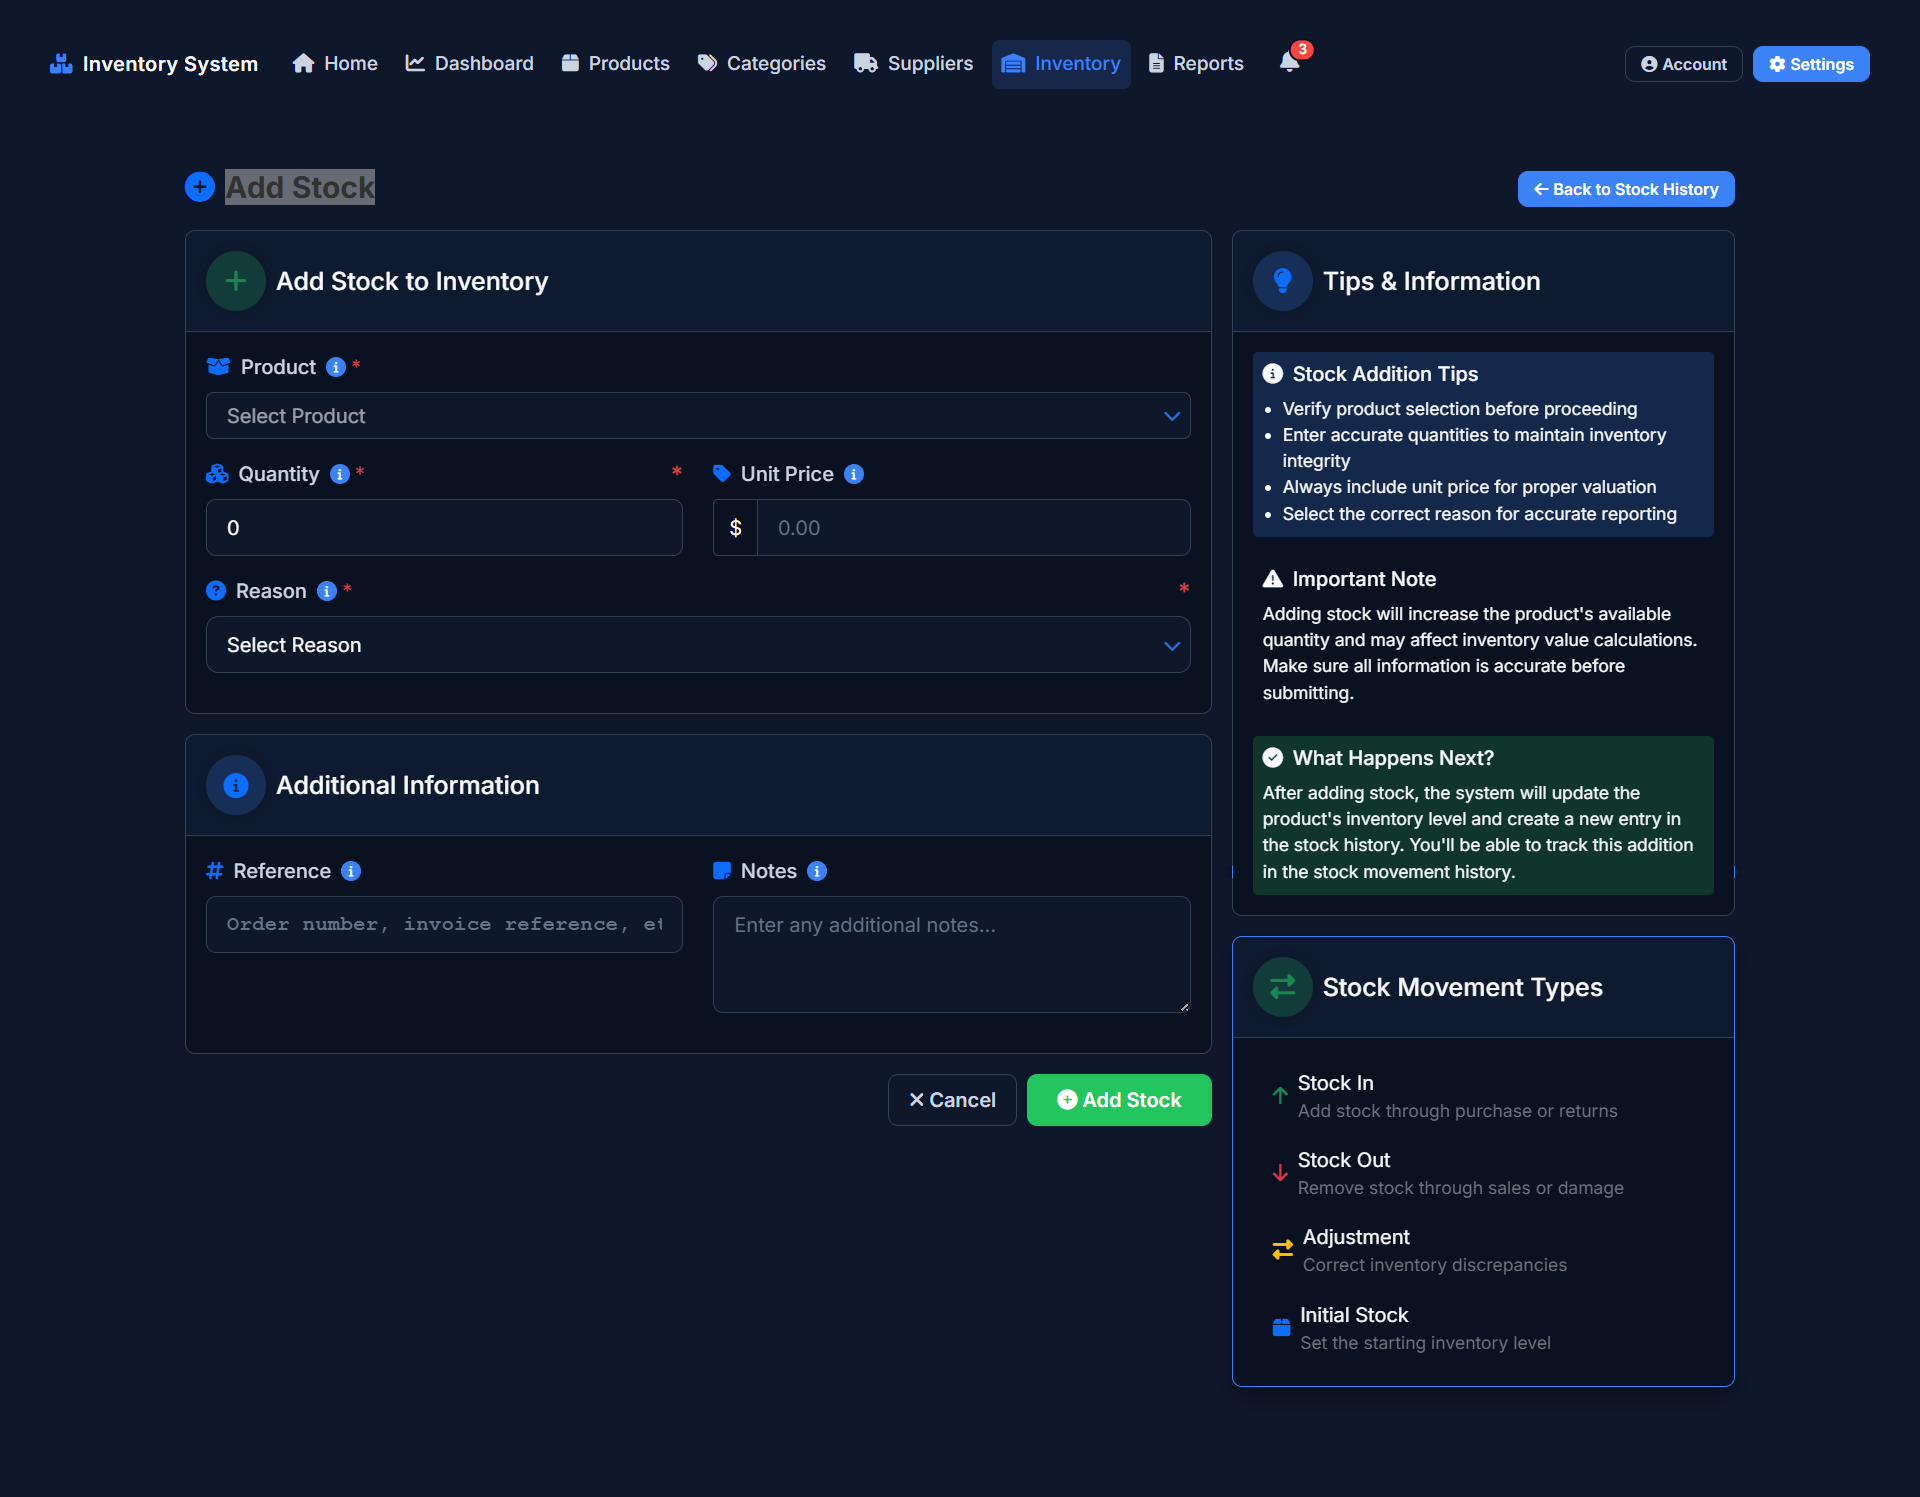 Inventory System
Home
Dashboard
Products
Categories
Suppliers
Inventory
Reports
3
Account
Settings
Add Stock
Back to Stock History
Add Stock to Inventory
Product *
Select Product
Quantity * *
0
Unit Price
$ 0.00
Reason * *
Select Reason
Additional Information
Reference
Order number, invoice reference, et
Notes
Enter any additional notes...
Cancel
Add Stock
Tips & Information
Stock Addition Tips
• Verify product selection before proceeding
• Enter accurate quantities to maintain inventory
integrity
• Always include unit price for proper valuation
• Select the correct reason for accurate reporting
Important Note
Adding stock will increase the product's available
quantity and may affect inventory value calculations.
Make sure all information is accurate before
submitting.
What Happens Next?
After adding stock, the system will update the
product's inventory level and create a new entry in
the stock history. You'll be able to track this addition
in the stock movement history.
Stock Movement Types
Stock In
Add stock through purchase or returns
Stock Out
Remove stock through sales or damage
Adjustment
Correct inventory discrepancies
Initial Stock
Set the starting inventory level